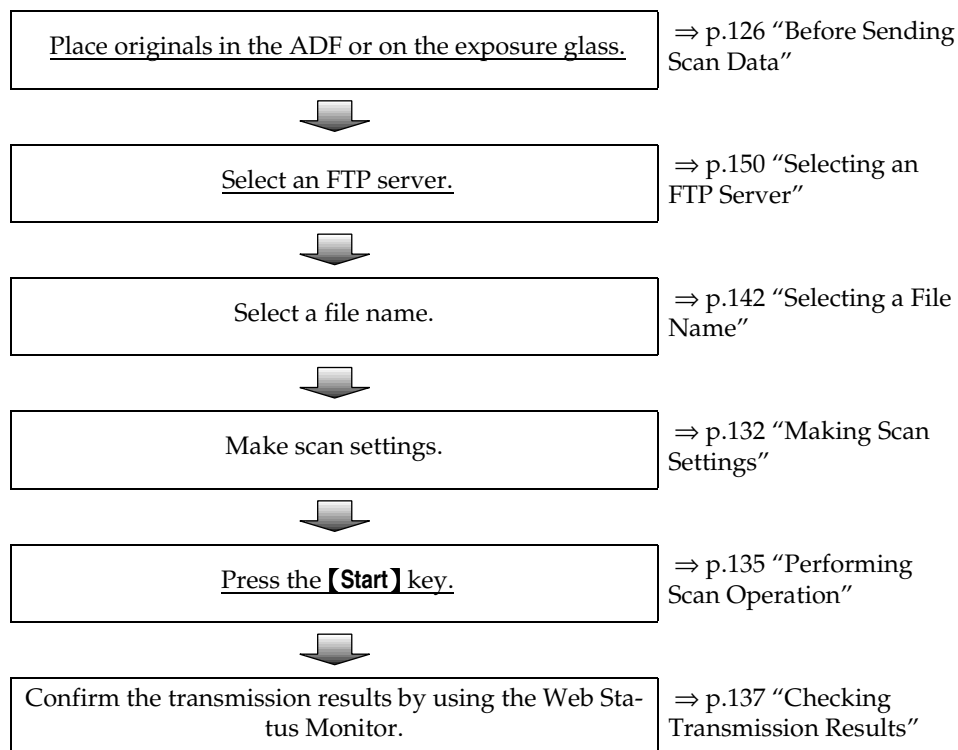 Place originals in the ADF or on the exposure glass.
⇒ p.126 “Before Sending
Scan Data”
Select an FTP server.
⇒ p.150 “Selecting an
FTP Server”
Select a file name.
⇒ p.142 “Selecting a File
Name”
Make scan settings.
⇒ p.132 “Making Scan
Settings”
Press the【Start】key.
⇒ p.135 “Performing
Scan Operation”
Confirm the transmission results by using the Web Sta-
tus Monitor.
⇒ p.137 “Checking
Transmission Results”